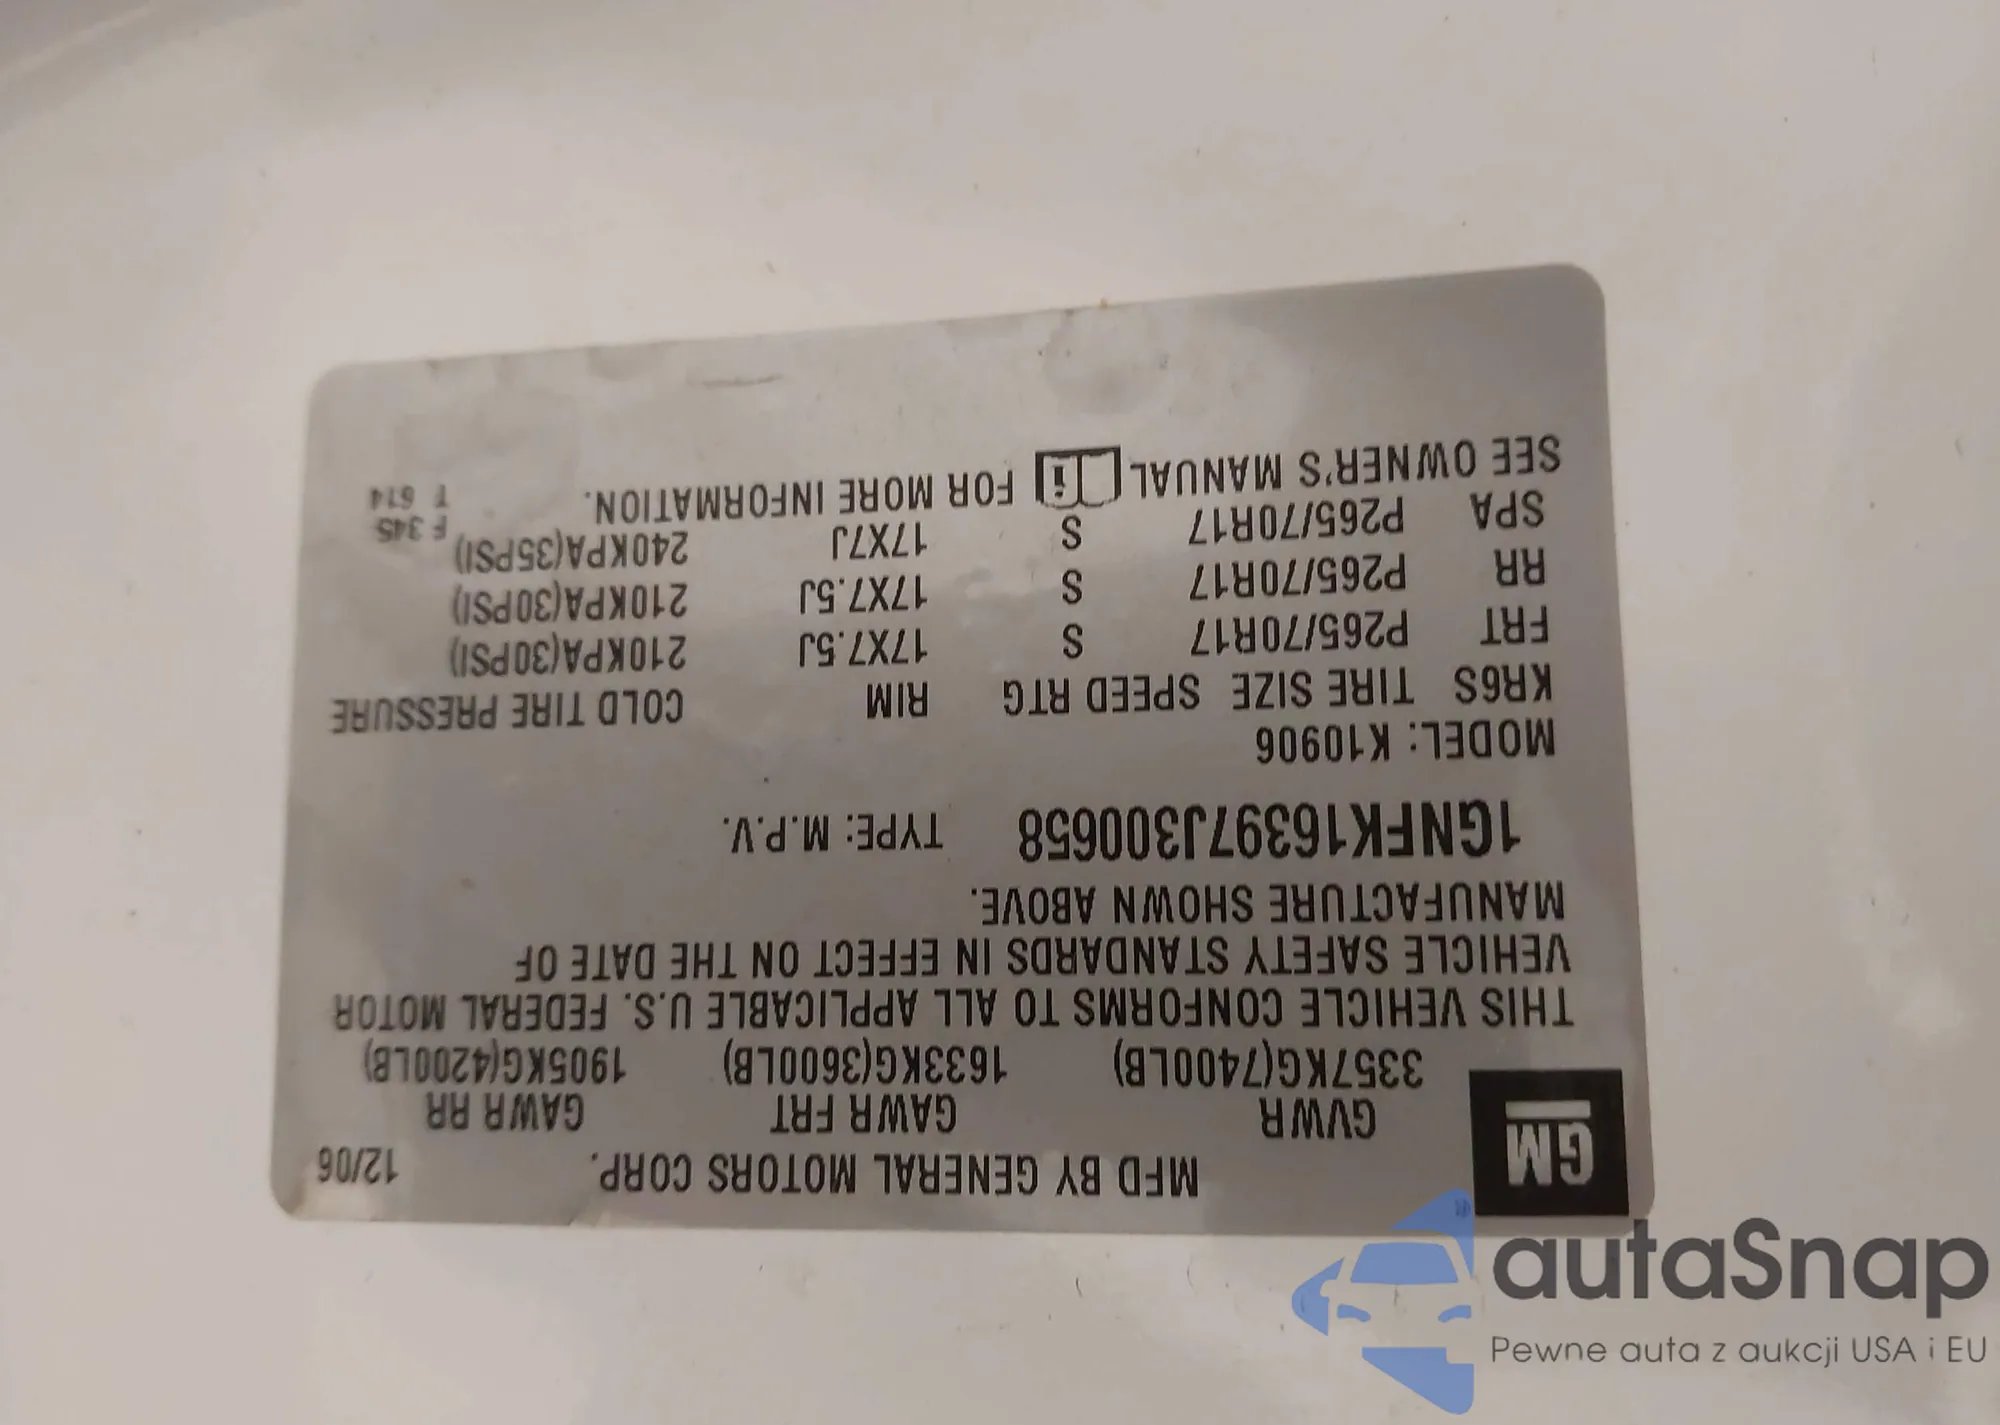 GM
MFD BY GENERAL MOTORS CORP. 12/06
GVWR GAWR FRT GAWR RR
3357KG(7400LB) 1633KG(3600LB) 1905KG(4200LB)
THIS VEHICLE CONFORMS TO ALL APPLICABLE U.S. FEDERAL MOTOR
VEHICLE SAFETY STANDARDS IN EFFECT ON THE DATE OF
MANUFACTURE SHOWN ABOVE.
1GNFK16397J300658 TYPE: M.P.V.
MODEL: K10906
KR6S TIRE SIZE SPEED RTG RIM COLD TIRE PRESSURE
FRT P265/70R17 S 17X7.5J 210KPA(30PSI)
RR P265/70R17 S 17X7.5J 210KPA(30PSI)
SPA P265/70R17 S 17X7J 240KPA(35PSI)
SEE OWNER'S MANUAL i FOR MORE INFORMATION.
F 345
T 614
autaSnap
Pewne auta z aukcji USA i EU